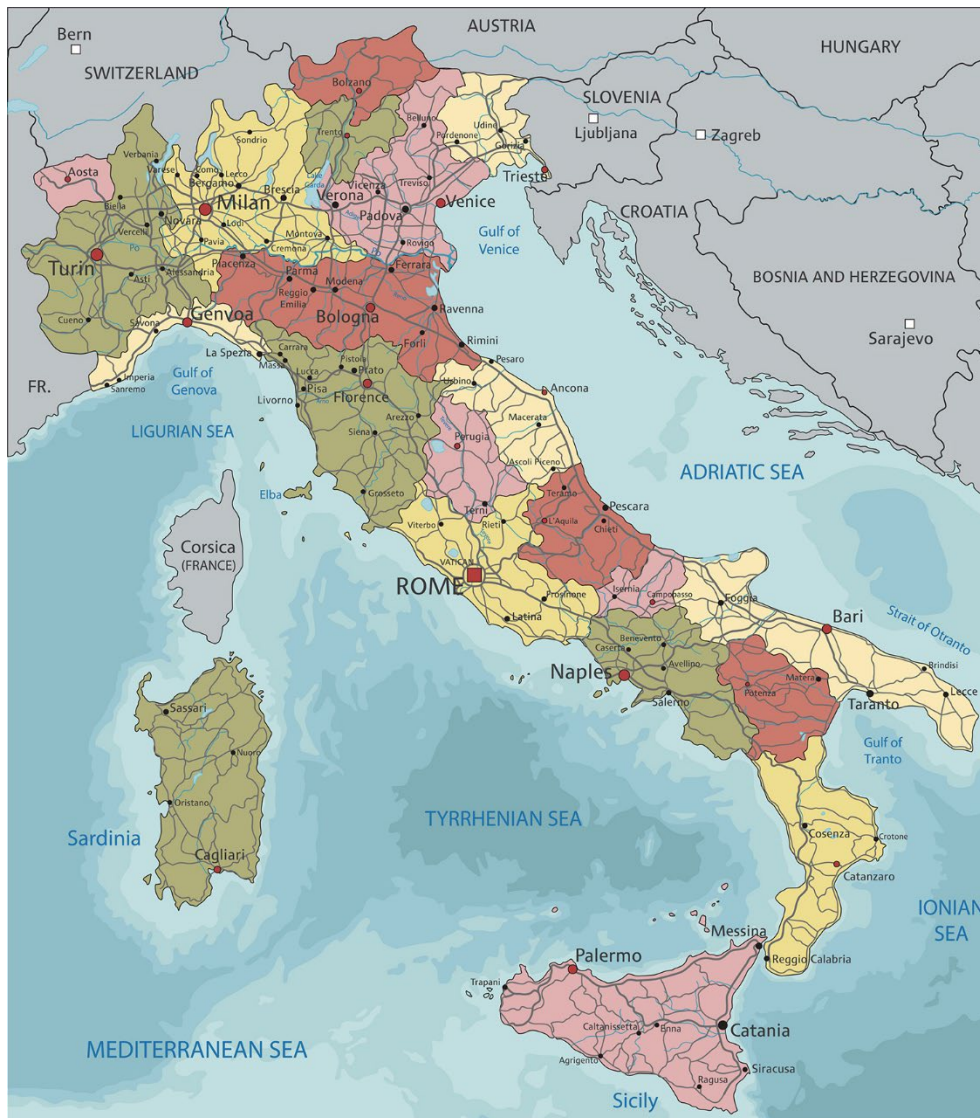 Bern
AUSTRIA
HUNGARY
SWITZERLAND
Bolzano
SLOVENIA
Ljubljana
Zagreb
Trento
Belluno
Udine
Pordenone
Gorizia
Sondrio
Verbania
Varese
Como
Lecco
Bergamo
Lake
Garda
Aosta
Biella
Novara
Milan
Brescia
Verona
Vicenza
Treviso
Trieste
Padova
Venice
CROATIA
Gulf of
Venice
Vercelli
Lodi
Pavia
Cremona
Montova
Rovigo
Po
Turin
Asti
Alessandria
Piacenza
Parma
Ferrara
BOSNIA AND HERZEGOVINA
Reggio
Emilia
Modena
Bologna
Ravenna
Cuneo
Savona
Genvoa
Sarajevo
La Spezia
Carrara
Massa
Pistoia
Forli
Rimini
Lucca
Prato
Pesaro
FR.
Imperia
Sanremo
Gulf of
Genova
Pisa
Florence
Urbino
Ancona
Livorno
Arezzo
Macerata
LIGURIAN SEA
Siena
Perugia
ADRIATIC SEA
Ascoli Piceno
Elba
Grosseto
Terni
Teramo
Pescara
Viterbo
Rieti
L'Aquila
Chieti
Corsica
(FRANCE)
VATICAN
ROME
Prosinone
Isernia
Campobasso
Foggia
Latina
Bari
Strait of Otranto
Benevento
Caserta
Naples
Avellino
Salerno
Potenza
Matera
Brindisi
Taranto
Lecce
Sassari
Nuoro
Gulf of
Tranto
Oristano
TYRRHENIAN SEA
Sardinia
Cosenza
Crotone
Cagliari
Catanzaro
IONIAN
SEA
Messina
Palermo
Reggio Calabria
Trapani
Caltanissetta
Enna
Catania
MEDITERRANEAN SEA
Agrigento
Siracusa
Ragusa
Sicily